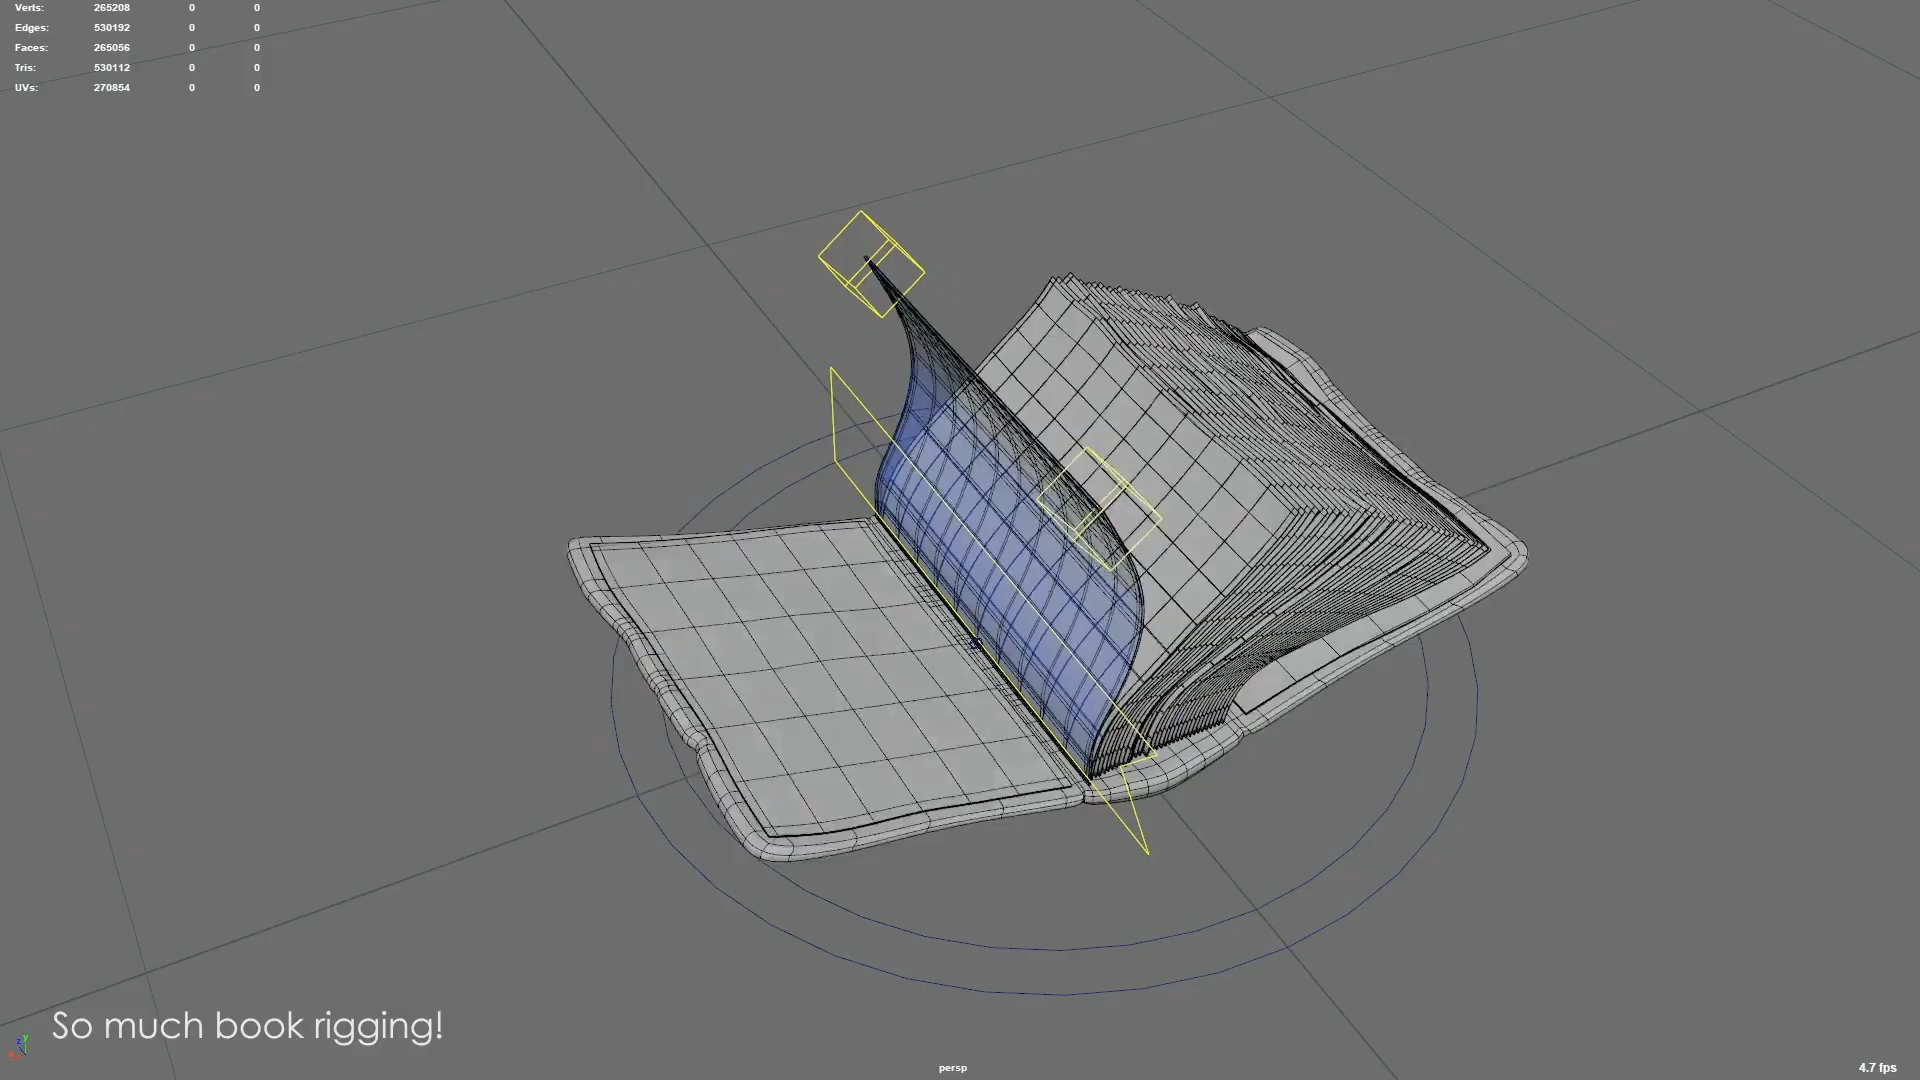 Verts: 265208 0 0
Edges: 530192 0 0
Faces: 265056 0 0
Tris: 530112 0 0
UVs: 270854 0 0
So much book rigging!
persp
4.7 fps